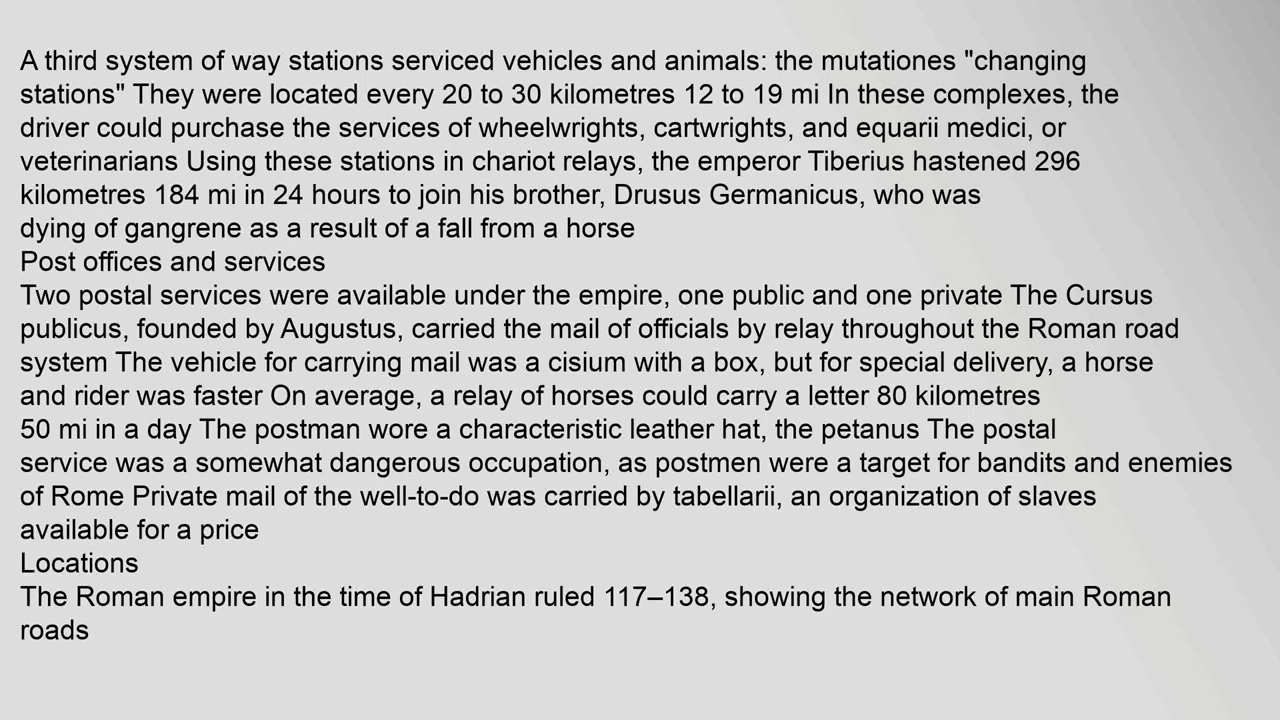 A third system of way stations serviced vehicles and animals: the mutationes "changing
stations" They were located every 20 to 30 kilometres 12 to 19 mi In these complexes, the
driver could purchase the services of wheelwrights, cartwrights, and equarii medici, or
veterinarians Using these stations in chariot relays, the emperor Tiberius hastened 296
kilometres 184 mi in 24 hours to join his brother, Drusus Germanicus, who was
dying of gangrene as a result of a fall from a horse
Post offices and services
Two postal services were available under the empire, one public and one private The Cursus
publicus, founded by Augustus, carried the mail of officials by relay throughout the Roman road
system The vehicle for carrying mail was a cisium with a box, but for special delivery, a horse
and rider was faster On average, a relay of horses could carry a letter 80 kilometres
50 mi in a day The postman wore a characteristic leather hat, the petanus The postal
service was a somewhat dangerous occupation, as postmen were a target for bandits and enemies
of Rome Private mail of the well-to-do was carried by tabellarii, an organization of slaves
available for a price
Locations
The Roman empire in the time of Hadrian ruled 117–138, showing the network of main Roman
roads